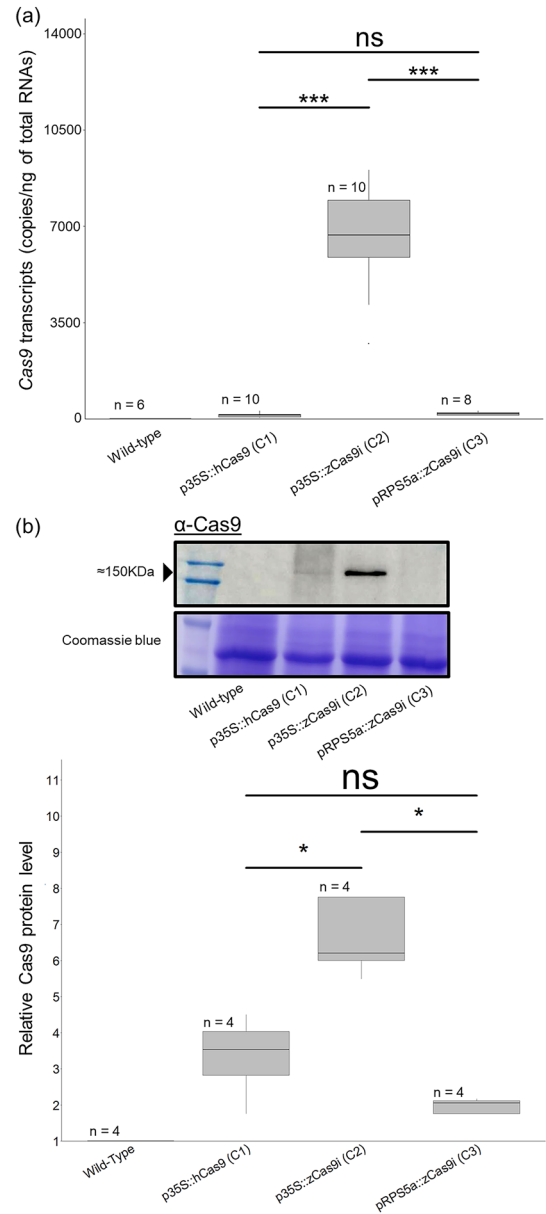 (a)
Cas9 transcripts (copies/ng of total RNAs)
14000
10500
7000
3500
0
ns
***
***
n = 6
n = 10
n = 10
n = 8
Wild-type
p35S::hCas9 (C1)
p35S::zCas9i (C2)
pRPS5a::zCas9i (C3)
(b)
α-Cas9
≈150KDa
Coomassie blue
Wild-type
p35S::hCas9 (C1)
p35S::zCas9i (C2)
pRPS5a::zCas9i (C3)
Relative Cas9 protein level
11
10
9
8
7
6
5
4
3
2
1
ns
*
*
n = 4
n = 4
n = 4
n = 4
Wild-Type
p35S::hCas9 (C1)
p35S::zCas9i (C2)
pRPS5a::zCas9i (C3)